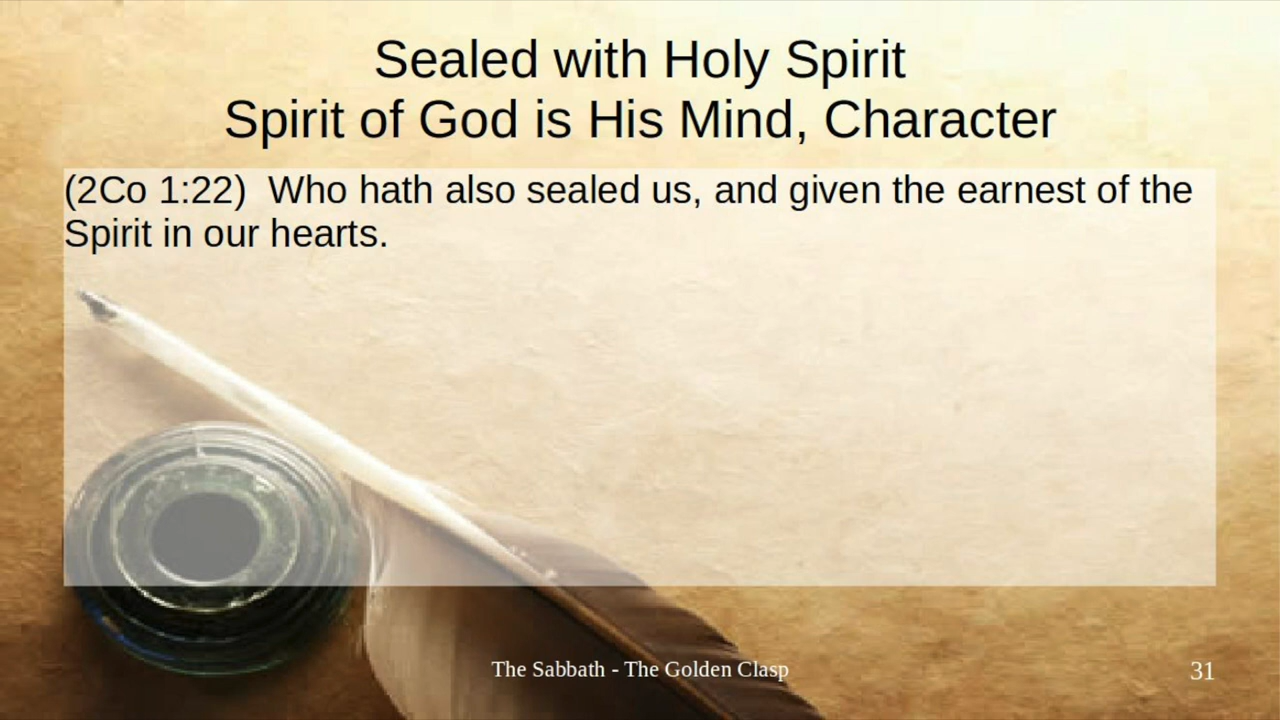 Sealed with Holy Spirit
Spirit of God is His Mind, Character
(2Co 1:22)  Who hath also sealed us, and given the earnest of the
Spirit in our hearts.
The Sabbath - The Golden Clasp
31